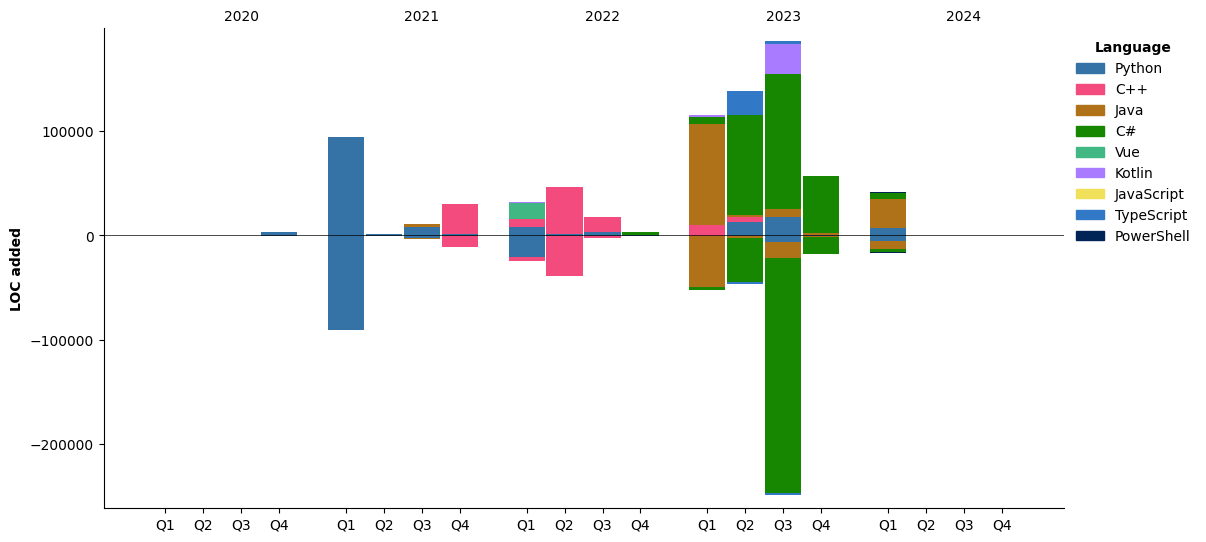 2020 2021 2022 2023 2024
Language
Python
C++
Java
C#
Vue
Kotlin
JavaScript
TypeScript
PowerShell
LOC added
100000
0
−100000
−200000
Q1 Q2 Q3 Q4 Q1 Q2 Q3 Q4 Q1 Q2 Q3 Q4 Q1 Q2 Q3 Q4 Q1 Q2 Q3 Q4